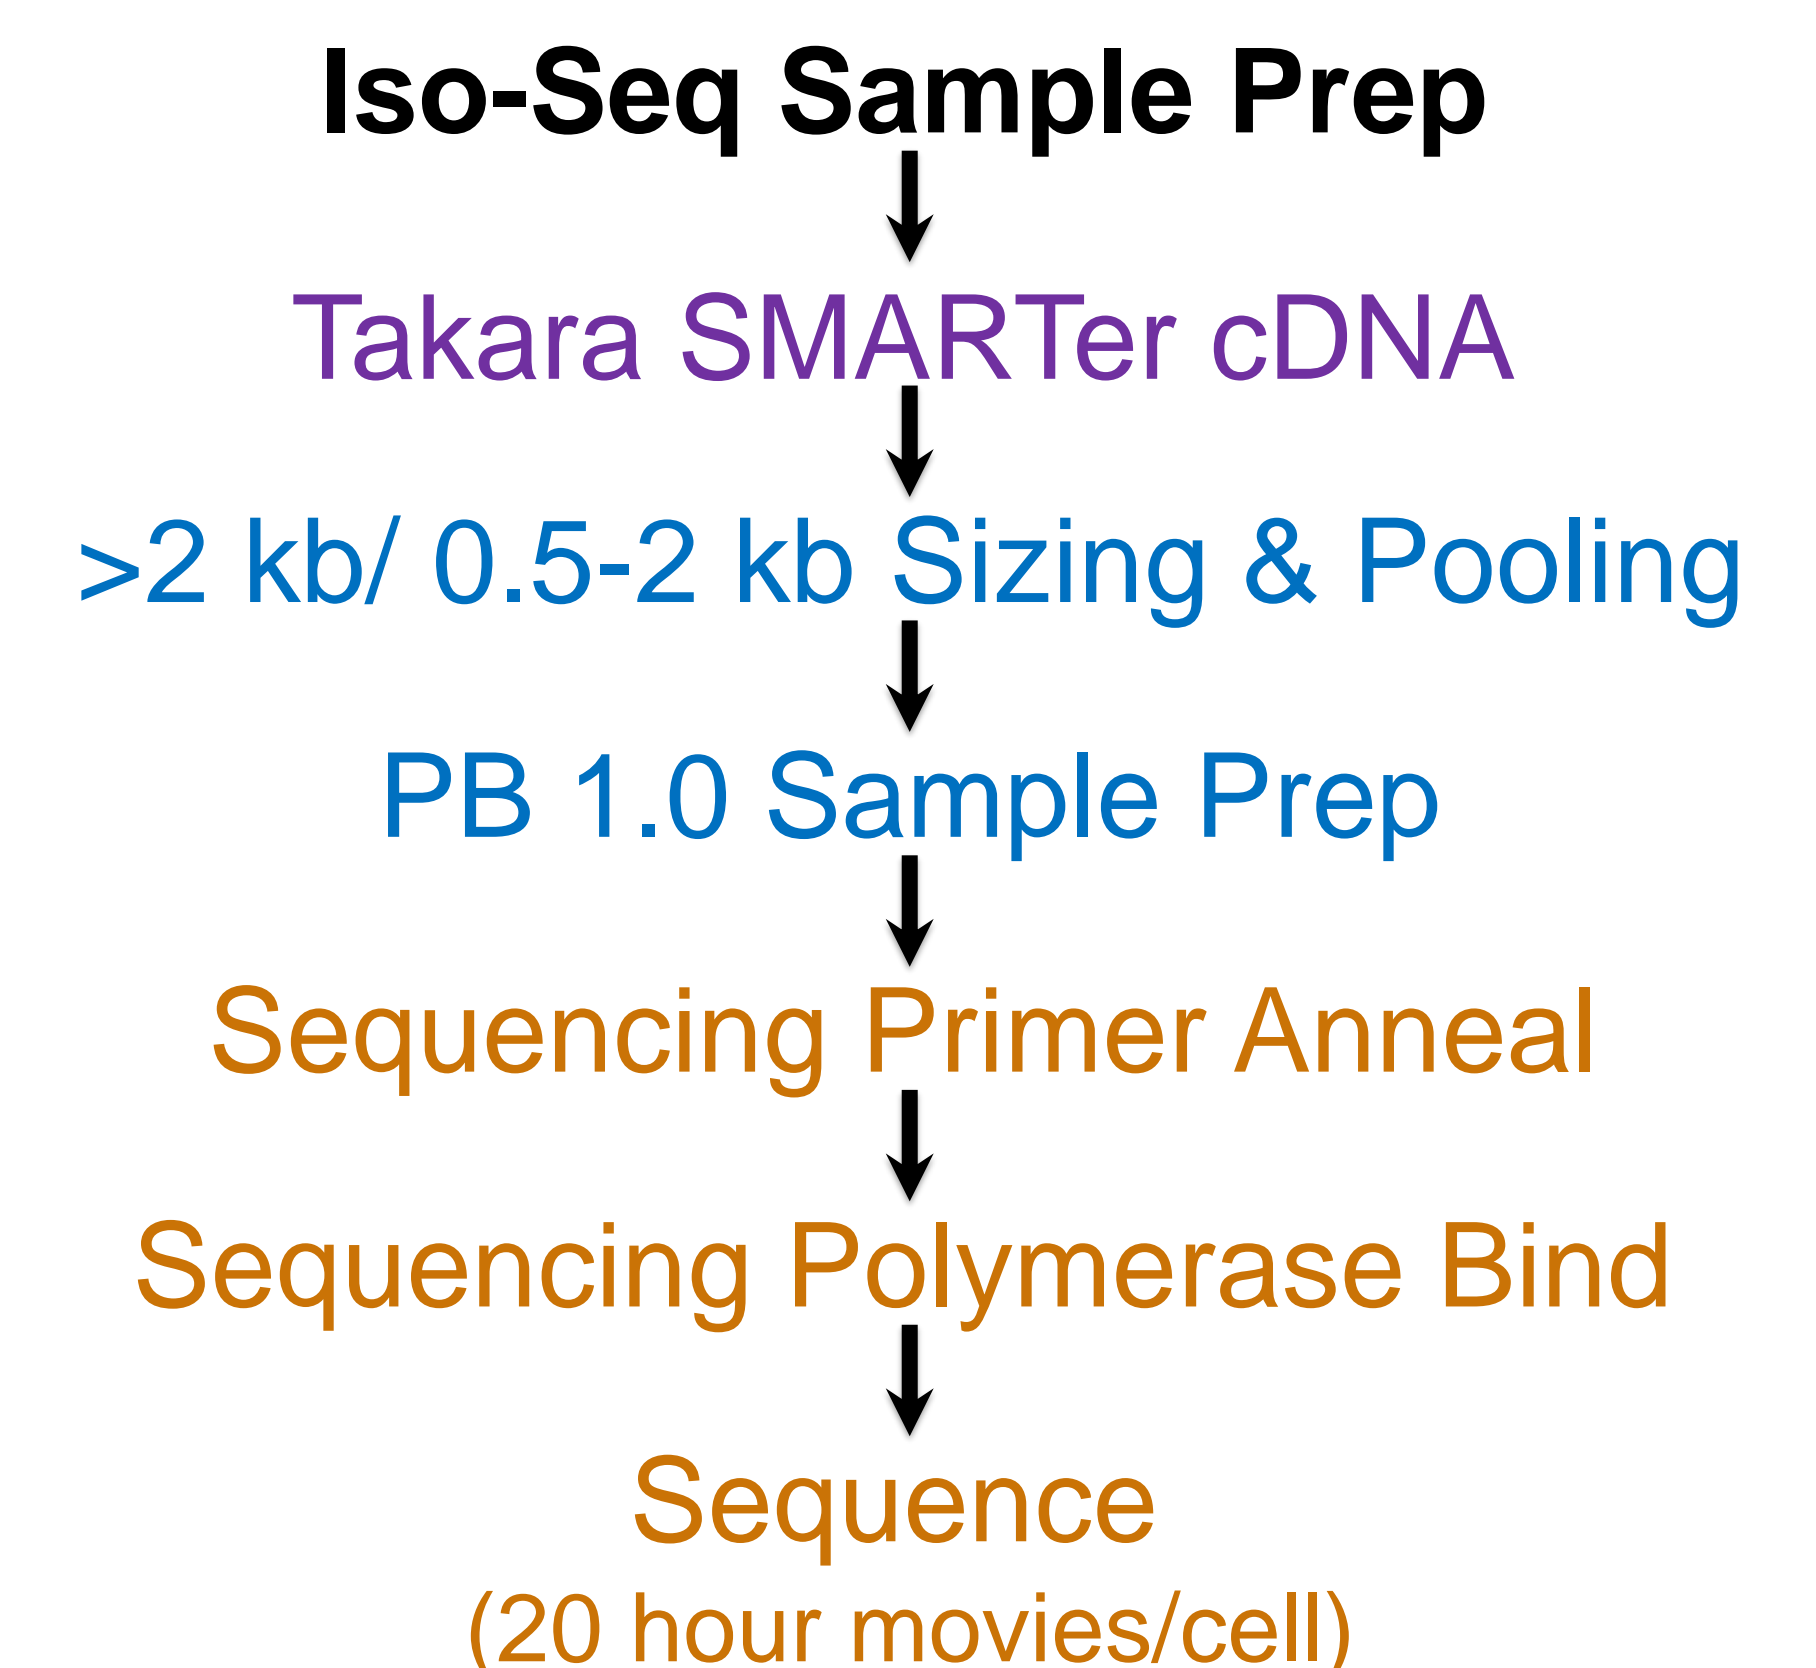 Iso-Seq Sample Prep
Takara SMARTer cDNA
>2 kb/ 0.5-2 kb Sizing & Pooling
PB 1.0 Sample Prep
Sequencing Primer Anneal
Sequencing Polymerase Bind
Sequence
(20 hour movies/cell)